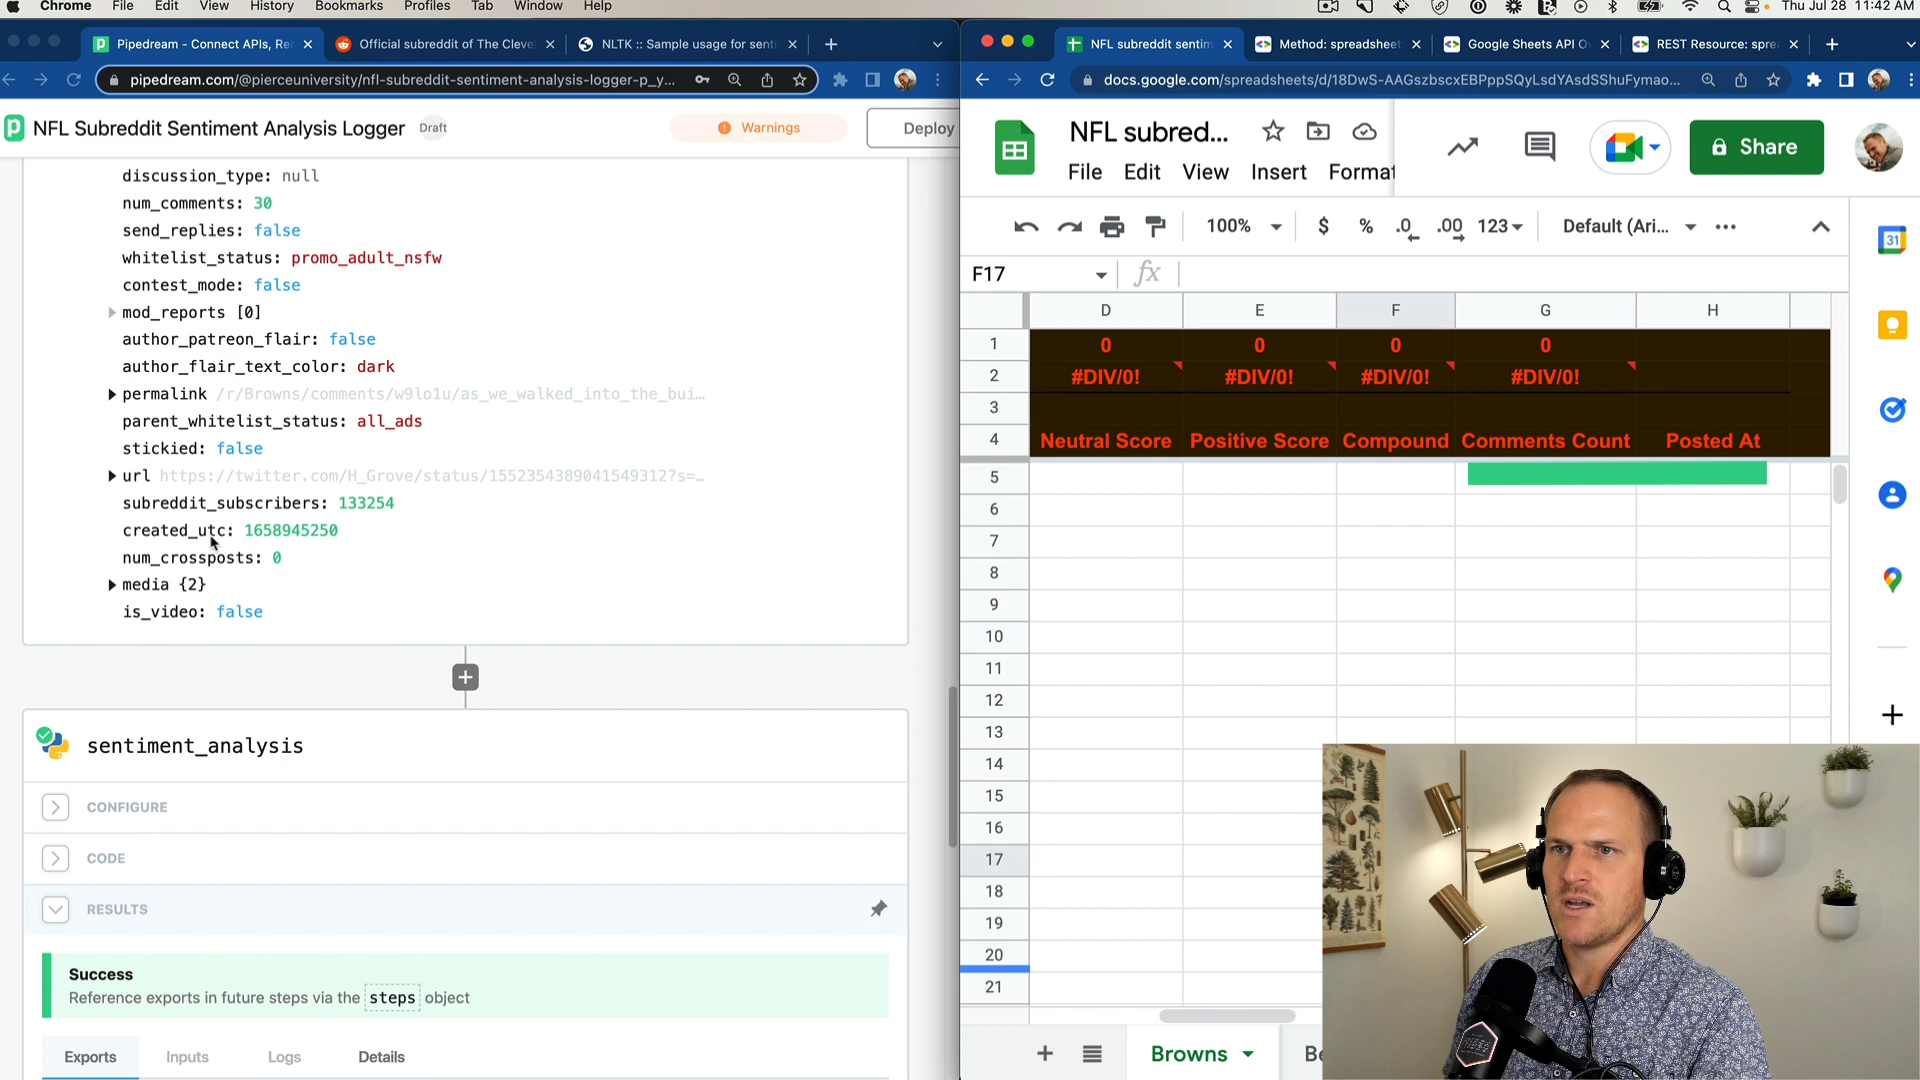 Chrome File Edit View History Bookmarks Profiles Tab Window Help Thu Jul 28 11:42 AM
Pipedream - Connect APIs, Re
Official subreddit of The Cleve
NLTK :: Sample usage for senti
pipedream.com/@pierceuniversity/nfl-subreddit-sentiment-analysis-logger-p_y...
NFL Subreddit Sentiment Analysis Logger Draft Warnings Deploy
discussion_type: null
num_comments: 30
send_replies: false
whitelist_status: promo_adult_nsfw
contest_mode: false
mod_reports [0]
author_patreon_flair: false
author_flair_text_color: dark
permalink /r/Browns/comments/w9lo1u/as_we_walked_into_the_bui…
parent_whitelist_status: all_ads
stickied: false
url https://twitter.com/H_Grove/status/1552354389041549312?s=…
subreddit_subscribers: 133254
created_utc: 1658945250
num_crossposts: 0
media {2}
is_video: false
sentiment_analysis
CONFIGURE
CODE
RESULTS
Success
Reference exports in future steps via the steps object
Exports Inputs Logs Details
NFL subreddit sentim
Method: spreadshee
Google Sheets API O
REST Resource: spre
docs.google.com/spreadsheets/d/18DwS-AAGszbscxEBPppSQyLsdYAsdSShuFymao...
NFL subred...
File Edit View Insert Format
Share
31
100% $ % .0 .00 123 Default (Ari...
F17 fx
D E F G H
1 0 0 0 0
2 #DIV/0! #DIV/0! #DIV/0! #DIV/0!
3
4 Neutral Score Positive Score Compound Comments Count Posted At
5
6
7
8
9
10
11
12
13
14
15
16
17
18
19
20
21
Browns Be